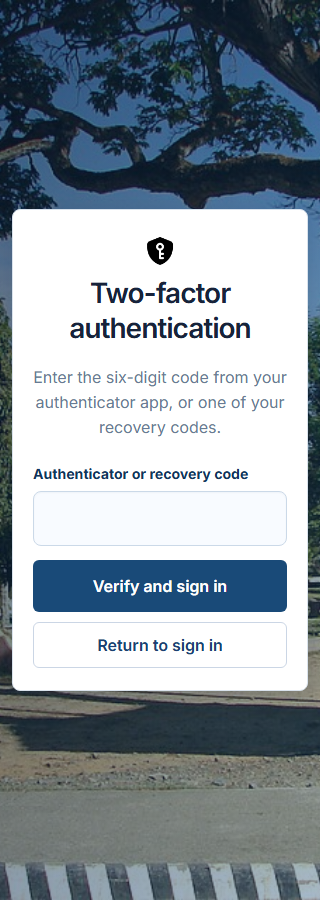 Two-factor
authentication
Enter the six-digit code from your
authenticator app, or one of your
recovery codes.
Authenticator or recovery code
Verify and sign in
Return to sign in